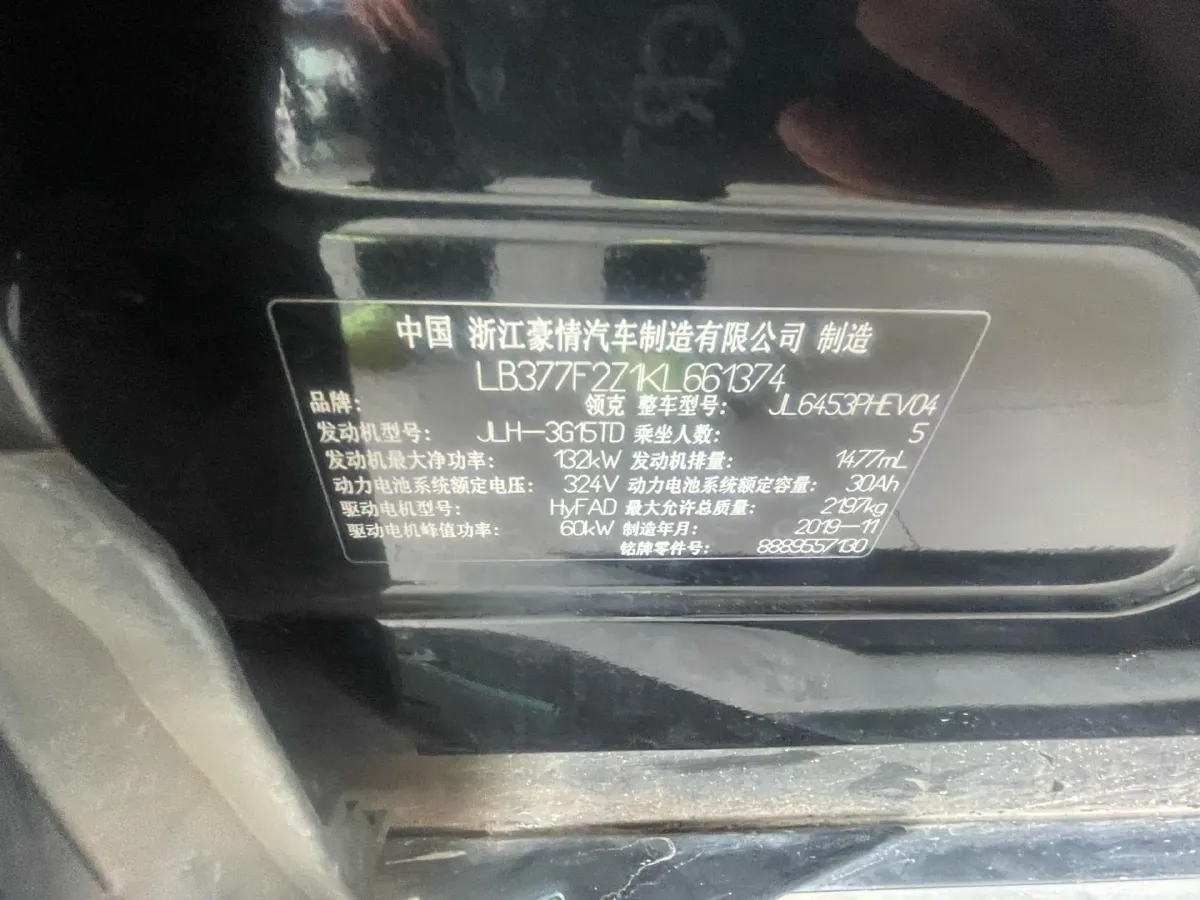 中国 浙江豪情汽车制造有限公司 制造
LB377F2Z1KL661374
品牌: 领克 整车型号: JL6453PHEV04
发动机型号: JLH-3G15TD 乘坐人数: 5
发动机最大净功率: 132kW 发动机排量: 1477mL
动力电池系统额定电压: 324V 动力电池系统额定容量: 30Ah
驱动电机型号: HyFAD 最大允许总质量: 2197kg
驱动电机峰值功率: 60kW 制造年月: 2019-11
铭牌零件号: 8889557130